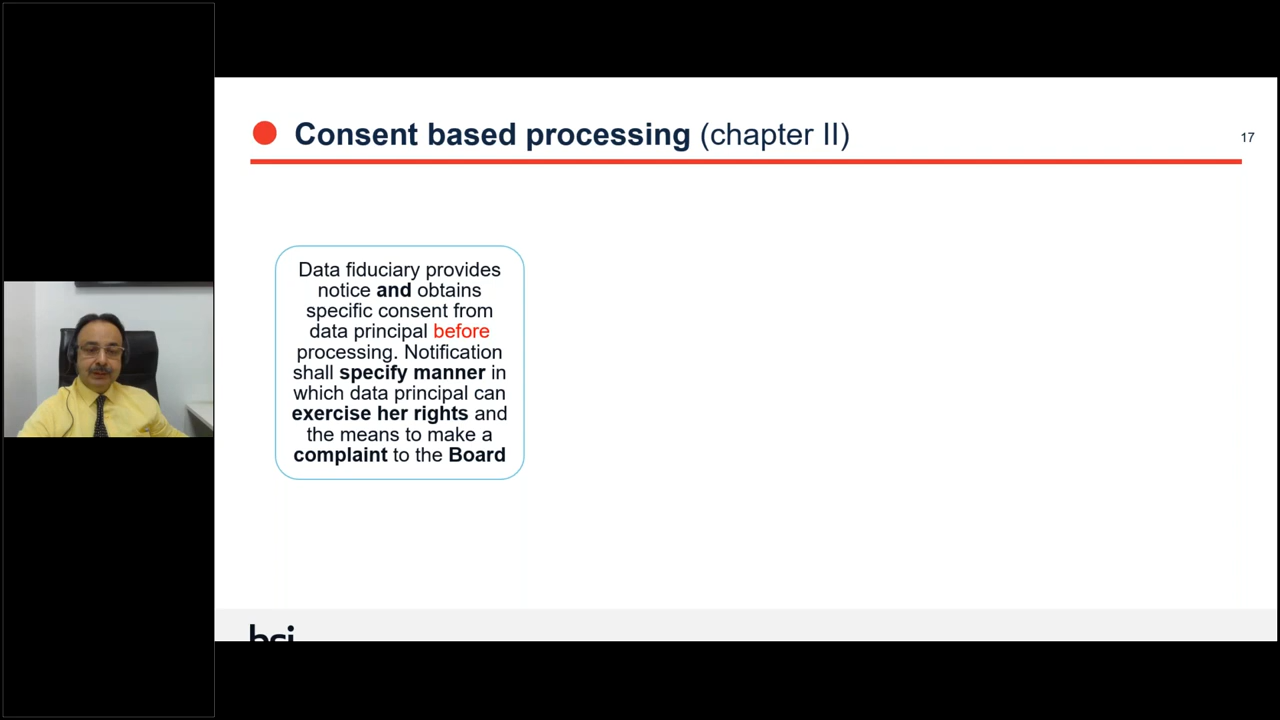 Consent based processing (chapter II)
17
Data fiduciary provides
notice and obtains
specific consent from
data principal before
processing. Notification
shall specify manner in
which data principal can
exercise her rights and
the means to make a
complaint to the Board
bsi